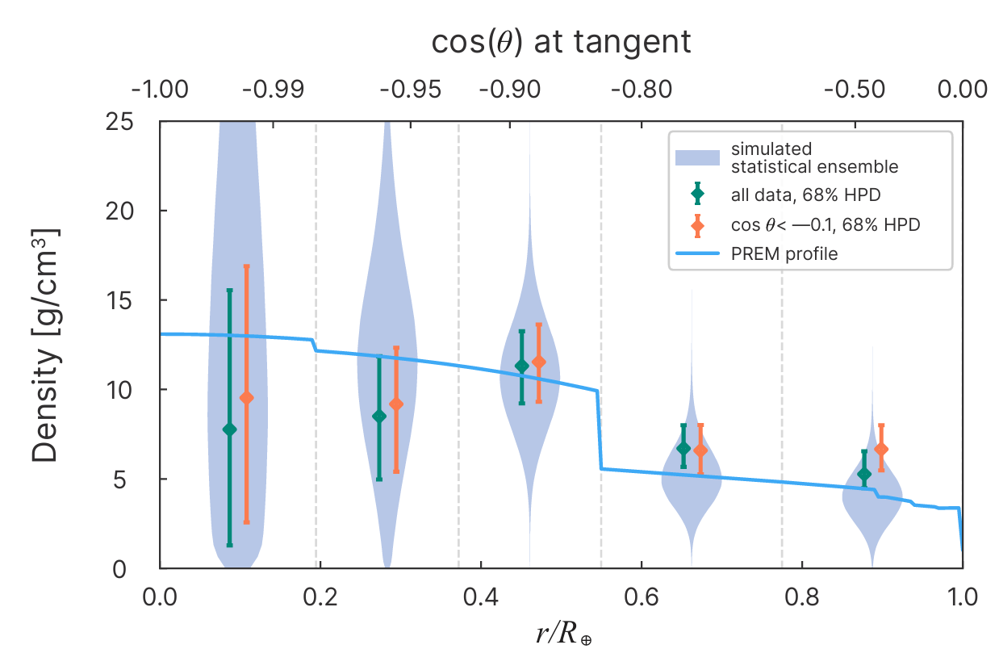 cos(θ) at tangent
-1.00 -0.99 -0.95 -0.90 -0.80 -0.50 0.00
25
20
15
10
5
0
Density [g/cm³]
simulated
statistical ensemble
all data, 68% HPD
cos θ< —0.1, 68% HPD
PREM profile
0.0 0.2 0.4 0.6 0.8 1.0
r/R⊕